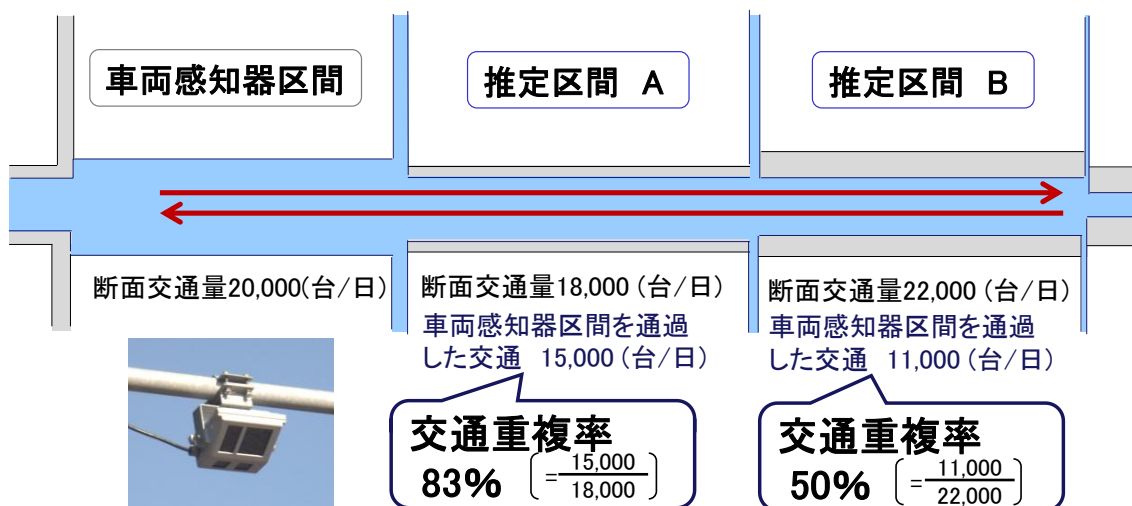 車両感知器区間
推定区間 A
推定区間 B
断面交通量20,000(台/日)
断面交通量18,000 (台/日)
車両感知器区間を通過
した交通 15,000 (台/日)
断面交通量22,000 (台/日)
車両感知器区間を通過
した交通 11,000 (台/日)
交通重複率
83% (=15,000/18,000)
交通重複率
50% (=11,000/22,000)